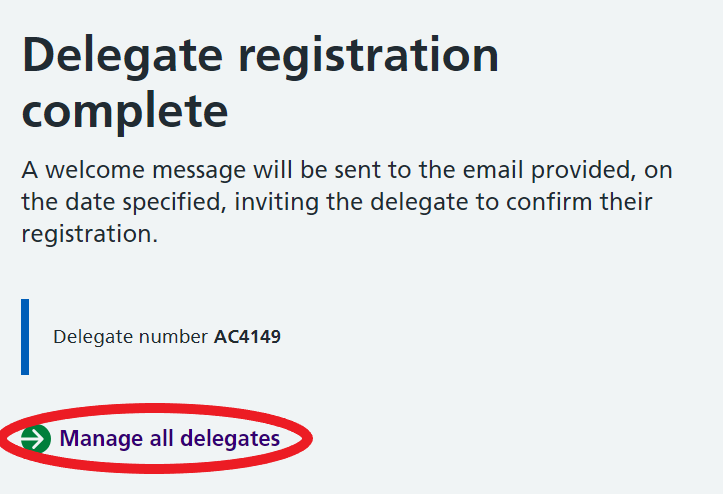 Delegate registration
complete
A welcome message will be sent to the email provided, on
the date specified, inviting the delegate to confirm their
registration.
Delegate number AC4149
Manage all delegates